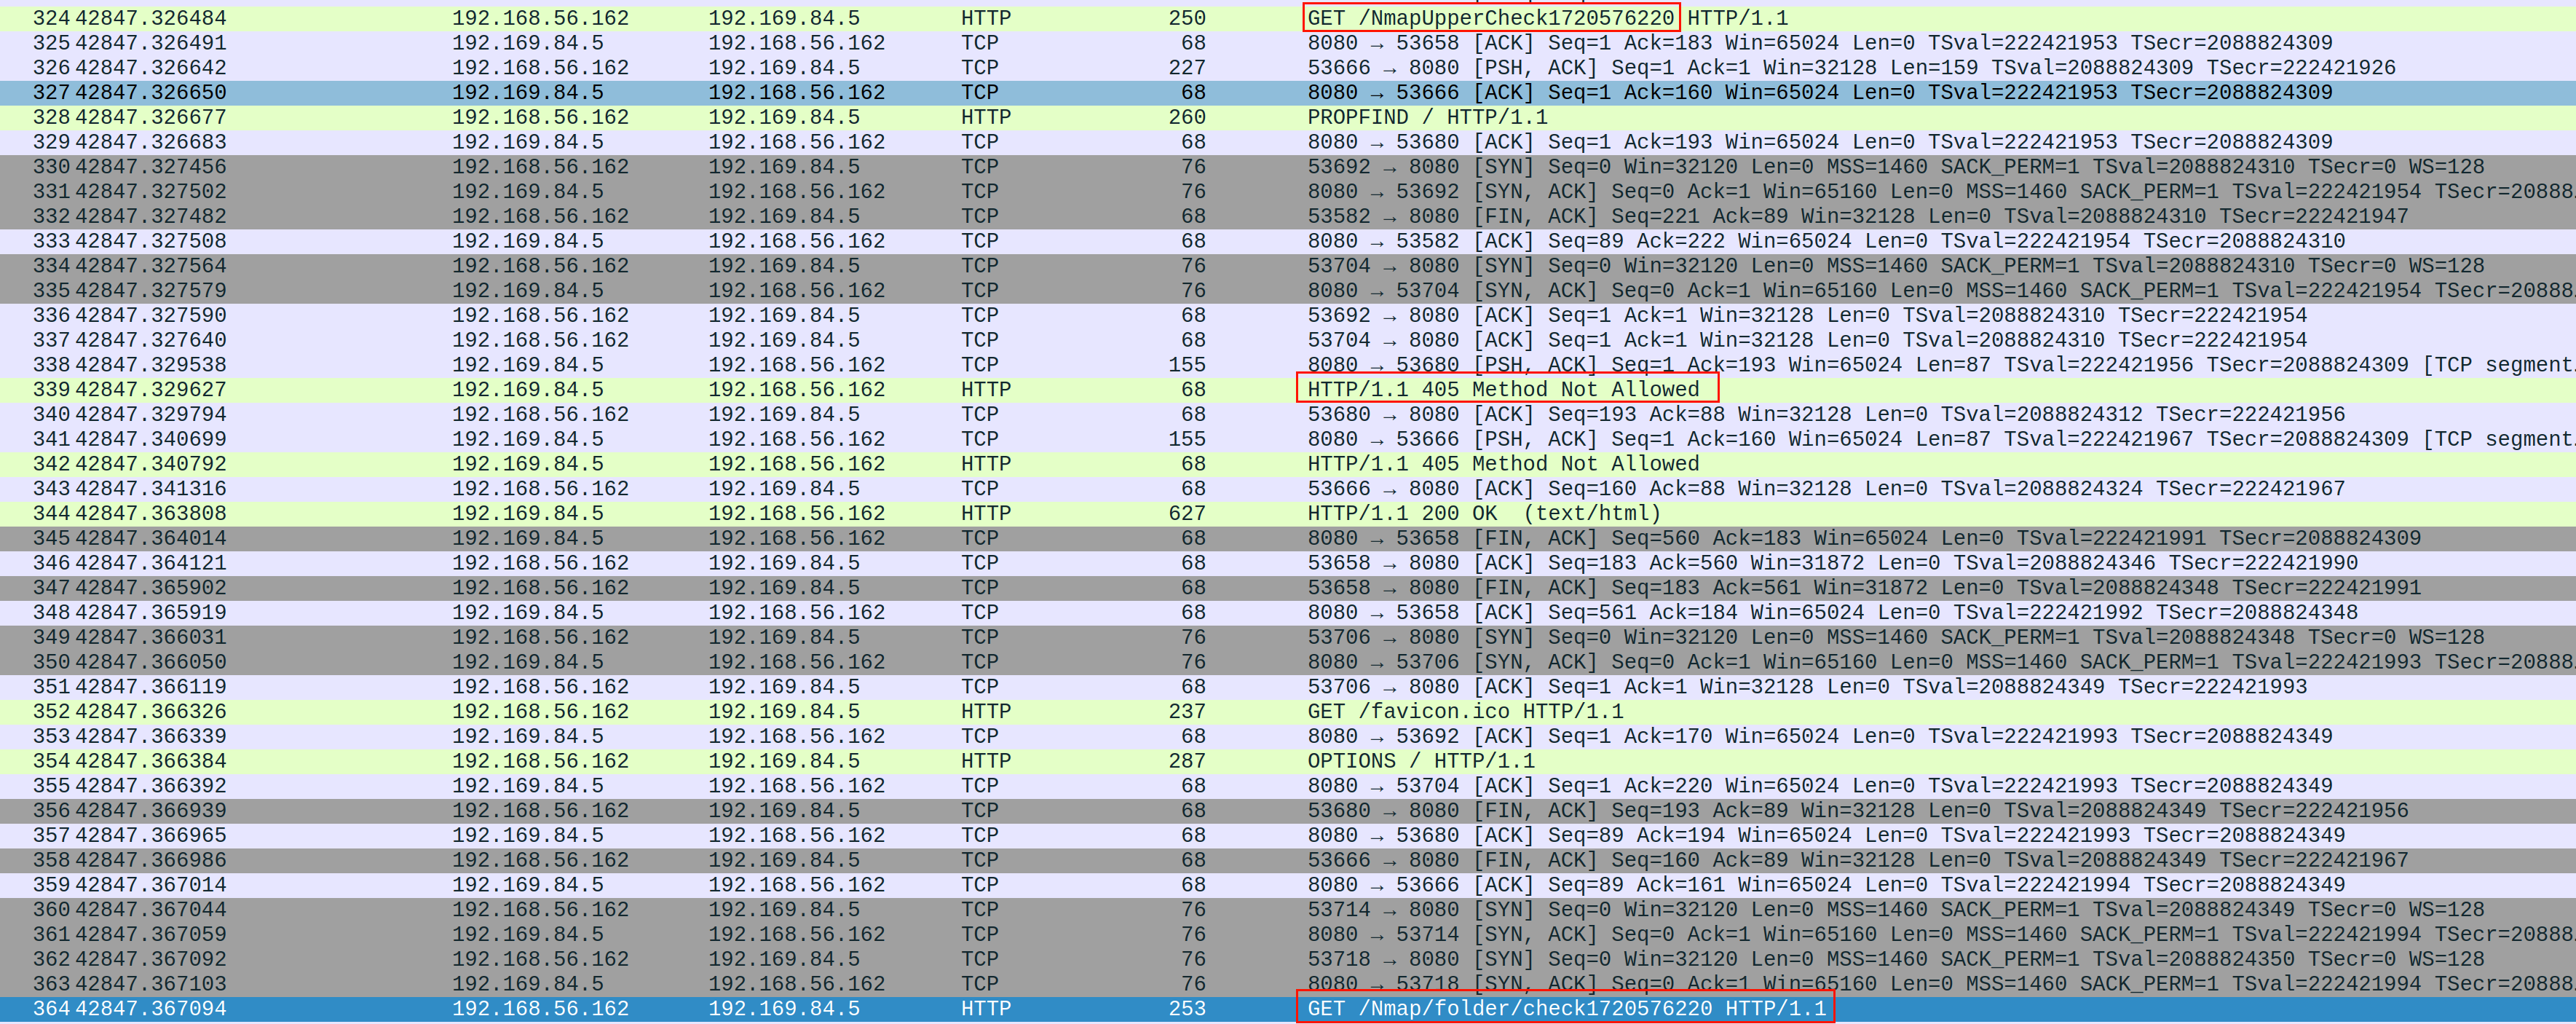 324 42847.326484 192.168.56.162 192.169.84.5 HTTP 250 GET /NmapUpperCheck1720576220 HTTP/1.1
325 42847.326491 192.169.84.5 192.168.56.162 TCP 68 8080 → 53658 [ACK] Seq=1 Ack=183 Win=65024 Len=0 TSval=222421953 TSecr=2088824309
326 42847.326642 192.168.56.162 192.169.84.5 TCP 227 53666 → 8080 [PSH, ACK] Seq=1 Ack=1 Win=32128 Len=159 TSval=2088824309 TSecr=222421926
327 42847.326650 192.169.84.5 192.168.56.162 TCP 68 8080 → 53666 [ACK] Seq=1 Ack=160 Win=65024 Len=0 TSval=222421953 TSecr=2088824309
328 42847.326677 192.168.56.162 192.169.84.5 HTTP 260 PROPFIND / HTTP/1.1
329 42847.326683 192.169.84.5 192.168.56.162 TCP 68 8080 → 53680 [ACK] Seq=1 Ack=193 Win=65024 Len=0 TSval=222421953 TSecr=2088824309
330 42847.327456 192.168.56.162 192.169.84.5 TCP 76 53692 → 8080 [SYN] Seq=0 Win=32120 Len=0 MSS=1460 SACK_PERM=1 TSval=2088824310 TSecr=0 WS=128
331 42847.327502 192.169.84.5 192.168.56.162 TCP 76 8080 → 53692 [SYN, ACK] Seq=0 Ack=1 Win=65160 Len=0 MSS=1460 SACK_PERM=1 TSval=222421954 TSecr=20888
332 42847.327482 192.168.56.162 192.169.84.5 TCP 68 53582 → 8080 [FIN, ACK] Seq=221 Ack=89 Win=32128 Len=0 TSval=2088824310 TSecr=222421947
333 42847.327508 192.169.84.5 192.168.56.162 TCP 68 8080 → 53582 [ACK] Seq=89 Ack=222 Win=65024 Len=0 TSval=222421954 TSecr=2088824310
334 42847.327564 192.168.56.162 192.169.84.5 TCP 76 53704 → 8080 [SYN] Seq=0 Win=32120 Len=0 MSS=1460 SACK_PERM=1 TSval=2088824310 TSecr=0 WS=128
335 42847.327579 192.169.84.5 192.168.56.162 TCP 76 8080 → 53704 [SYN, ACK] Seq=0 Ack=1 Win=65160 Len=0 MSS=1460 SACK_PERM=1 TSval=222421954 TSecr=20888
336 42847.327590 192.168.56.162 192.169.84.5 TCP 68 53692 → 8080 [ACK] Seq=1 Ack=1 Win=32128 Len=0 TSval=2088824310 TSecr=222421954
337 42847.327640 192.168.56.162 192.169.84.5 TCP 68 53704 → 8080 [ACK] Seq=1 Ack=1 Win=32128 Len=0 TSval=2088824310 TSecr=222421954
338 42847.329538 192.169.84.5 192.168.56.162 TCP 155 8080 → 53680 [PSH, ACK] Seq=1 Ack=193 Win=65024 Len=87 TSval=222421956 TSecr=2088824309 [TCP segment
339 42847.329627 192.169.84.5 192.168.56.162 HTTP 68 HTTP/1.1 405 Method Not Allowed
340 42847.329794 192.168.56.162 192.169.84.5 TCP 68 53680 → 8080 [ACK] Seq=193 Ack=88 Win=32128 Len=0 TSval=2088824312 TSecr=222421956
341 42847.340699 192.169.84.5 192.168.56.162 TCP 155 8080 → 53666 [PSH, ACK] Seq=1 Ack=160 Win=65024 Len=87 TSval=222421967 TSecr=2088824309 [TCP segment
342 42847.340792 192.169.84.5 192.168.56.162 HTTP 68 HTTP/1.1 405 Method Not Allowed
343 42847.341316 192.168.56.162 192.169.84.5 TCP 68 53666 → 8080 [ACK] Seq=160 Ack=88 Win=32128 Len=0 TSval=2088824324 TSecr=222421967
344 42847.363808 192.169.84.5 192.168.56.162 HTTP 627 HTTP/1.1 200 OK (text/html)
345 42847.364014 192.169.84.5 192.168.56.162 TCP 68 8080 → 53658 [FIN, ACK] Seq=560 Ack=183 Win=65024 Len=0 TSval=222421991 TSecr=2088824309
346 42847.364121 192.168.56.162 192.169.84.5 TCP 68 53658 → 8080 [ACK] Seq=183 Ack=560 Win=31872 Len=0 TSval=2088824346 TSecr=222421990
347 42847.365902 192.168.56.162 192.169.84.5 TCP 68 53658 → 8080 [FIN, ACK] Seq=183 Ack=561 Win=31872 Len=0 TSval=2088824348 TSecr=222421991
348 42847.365919 192.169.84.5 192.168.56.162 TCP 68 8080 → 53658 [ACK] Seq=561 Ack=184 Win=65024 Len=0 TSval=222421992 TSecr=2088824348
349 42847.366031 192.168.56.162 192.169.84.5 TCP 76 53706 → 8080 [SYN] Seq=0 Win=32120 Len=0 MSS=1460 SACK_PERM=1 TSval=2088824348 TSecr=0 WS=128
350 42847.366050 192.169.84.5 192.168.56.162 TCP 76 8080 → 53706 [SYN, ACK] Seq=0 Ack=1 Win=65160 Len=0 MSS=1460 SACK_PERM=1 TSval=222421993 TSecr=20888
351 42847.366119 192.168.56.162 192.169.84.5 TCP 68 53706 → 8080 [ACK] Seq=1 Ack=1 Win=32128 Len=0 TSval=2088824349 TSecr=222421993
352 42847.366326 192.168.56.162 192.169.84.5 HTTP 237 GET /favicon.ico HTTP/1.1
353 42847.366339 192.169.84.5 192.168.56.162 TCP 68 8080 → 53692 [ACK] Seq=1 Ack=170 Win=65024 Len=0 TSval=222421993 TSecr=2088824349
354 42847.366384 192.168.56.162 192.169.84.5 HTTP 287 OPTIONS / HTTP/1.1
355 42847.366392 192.169.84.5 192.168.56.162 TCP 68 8080 → 53704 [ACK] Seq=1 Ack=220 Win=65024 Len=0 TSval=222421993 TSecr=2088824349
356 42847.366939 192.168.56.162 192.169.84.5 TCP 68 53680 → 8080 [FIN, ACK] Seq=193 Ack=89 Win=32128 Len=0 TSval=2088824349 TSecr=222421956
357 42847.366965 192.169.84.5 192.168.56.162 TCP 68 8080 → 53680 [ACK] Seq=89 Ack=194 Win=65024 Len=0 TSval=222421993 TSecr=2088824349
358 42847.366986 192.168.56.162 192.169.84.5 TCP 68 53666 → 8080 [FIN, ACK] Seq=160 Ack=89 Win=32128 Len=0 TSval=2088824349 TSecr=222421967
359 42847.367014 192.169.84.5 192.168.56.162 TCP 68 8080 → 53666 [ACK] Seq=89 Ack=161 Win=65024 Len=0 TSval=222421994 TSecr=2088824349
360 42847.367044 192.168.56.162 192.169.84.5 TCP 76 53714 → 8080 [SYN] Seq=0 Win=32120 Len=0 MSS=1460 SACK_PERM=1 TSval=2088824349 TSecr=0 WS=128
361 42847.367059 192.169.84.5 192.168.56.162 TCP 76 8080 → 53714 [SYN, ACK] Seq=0 Ack=1 Win=65160 Len=0 MSS=1460 SACK_PERM=1 TSval=222421994 TSecr=20888
362 42847.367092 192.168.56.162 192.169.84.5 TCP 76 53718 → 8080 [SYN] Seq=0 Win=32120 Len=0 MSS=1460 SACK_PERM=1 TSval=2088824350 TSecr=0 WS=128
363 42847.367103 192.169.84.5 192.168.56.162 TCP 76 8080 → 53718 [SYN, ACK] Seq=0 Ack=1 Win=65160 Len=0 MSS=1460 SACK_PERM=1 TSval=222421994 TSecr=20888
364 42847.367094 192.168.56.162 192.169.84.5 HTTP 253 GET /Nmap/folder/check1720576220 HTTP/1.1